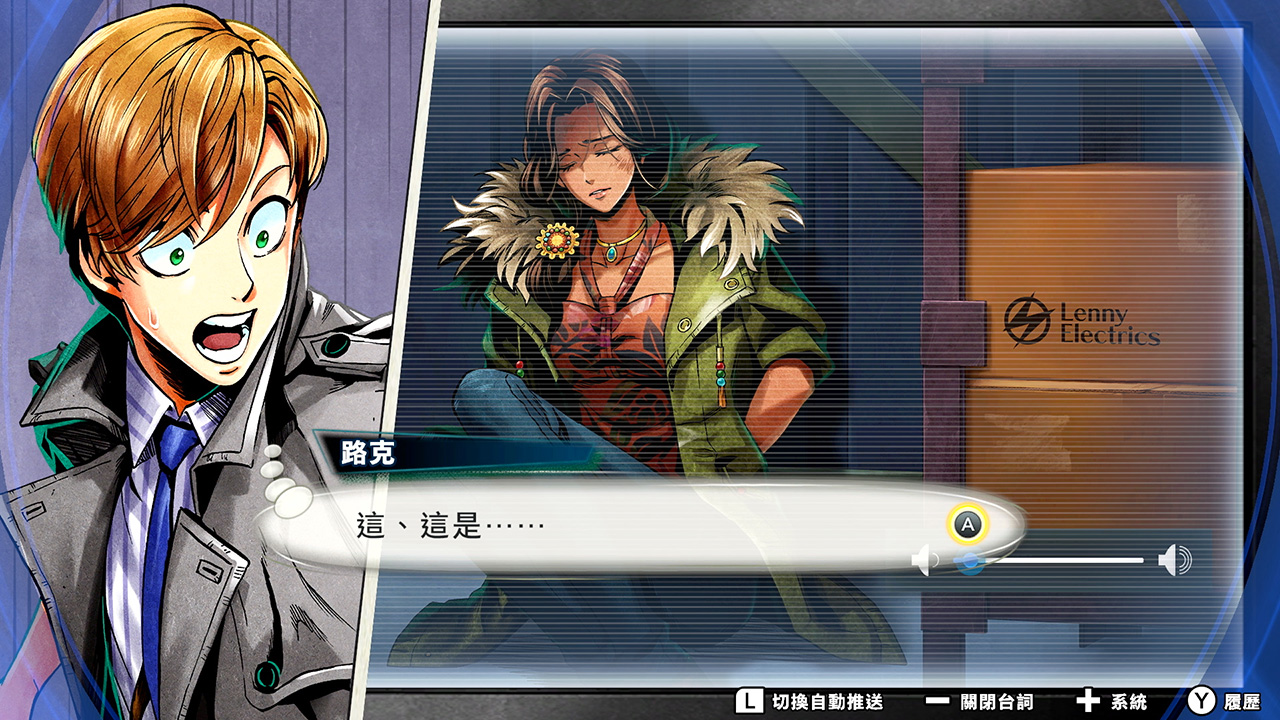 Lenny
Electrics
路克
這、這是……
A
L 切換自動推送
關閉台詞
系統
Y 履歷